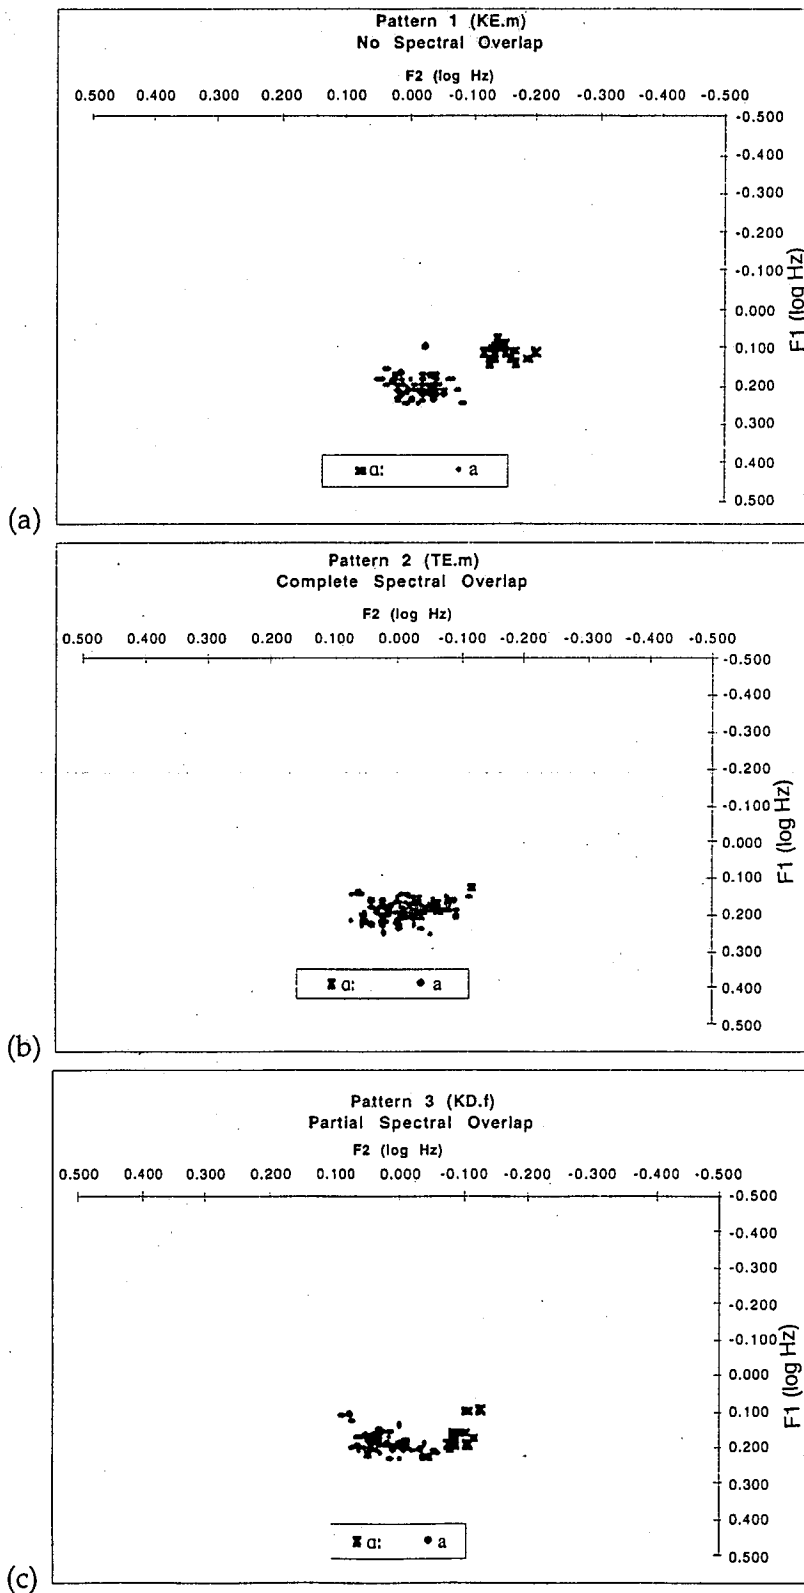 Pattern 1 (KE.m)
No Spectral Overlap
F2 (log Hz)
0.500 0.400 0.300 0.200 0.100 0.000 -0.100 -0.200 -0.300 -0.400 -0.500
-0.500
-0.400
-0.300
-0.200
-0.100
0.000
0.100
0.200
0.300
0.400
0.500
F1 (log Hz)
ɑ: a
(a)
Pattern 2 (TE.m)
Complete Spectral Overlap
F2 (log Hz)
0.500 0.400 0.300 0.200 0.100 0.000 -0.100 -0.200 -0.300 -0.400 -0.500
-0.500
-0.400
-0.300
-0.200
-0.100
0.000
0.100
0.200
0.300
0.400
0.500
F1 (log Hz)
ɑ: a
(b)
Pattern 3 (KD.f)
Partial Spectral Overlap
F2 (log Hz)
0.500 0.400 0.300 0.200 0.100 0.000 -0.100 -0.200 -0.300 -0.400 -0.500
-0.500
-0.400
-0.300
-0.200
-0.100
0.000
0.100
0.200
0.300
0.400
0.500
F1 (log Hz)
ɑ: a
(c)